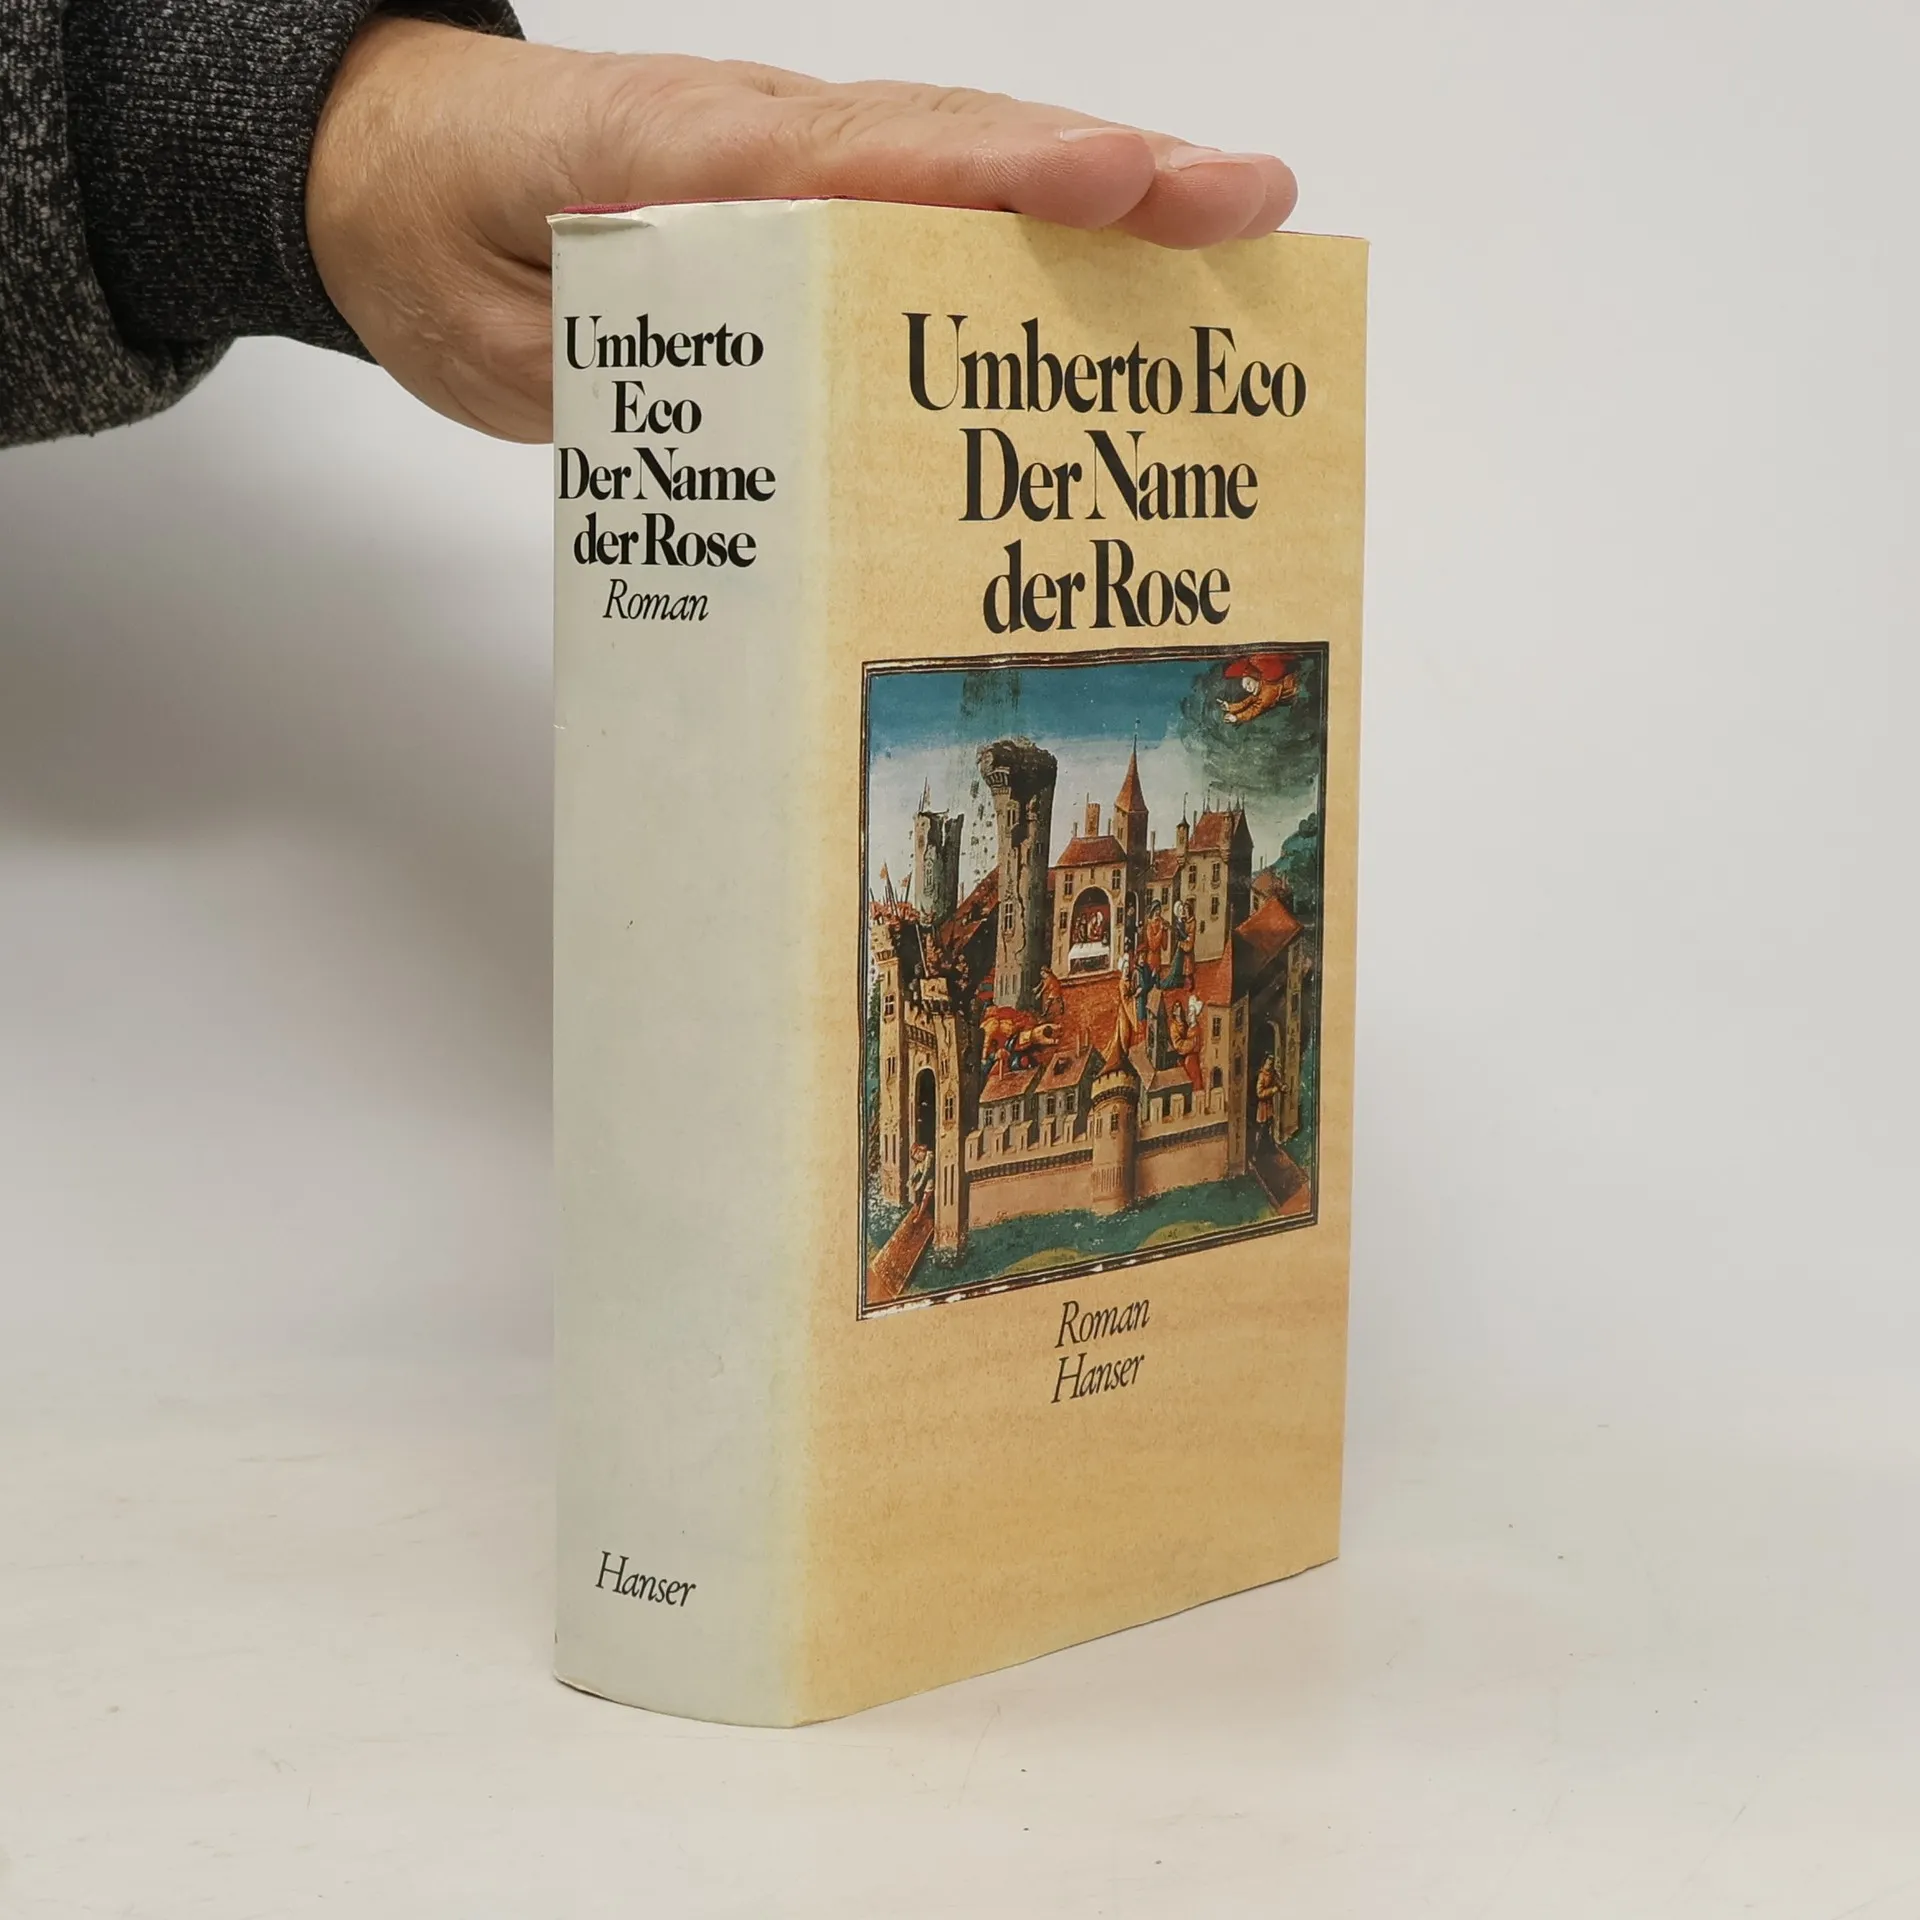 Umberto
Eco
Der Name
der Rose
Roman
Hanser
Umberto Eco
Der Name
der Rose
Roman
Hanser